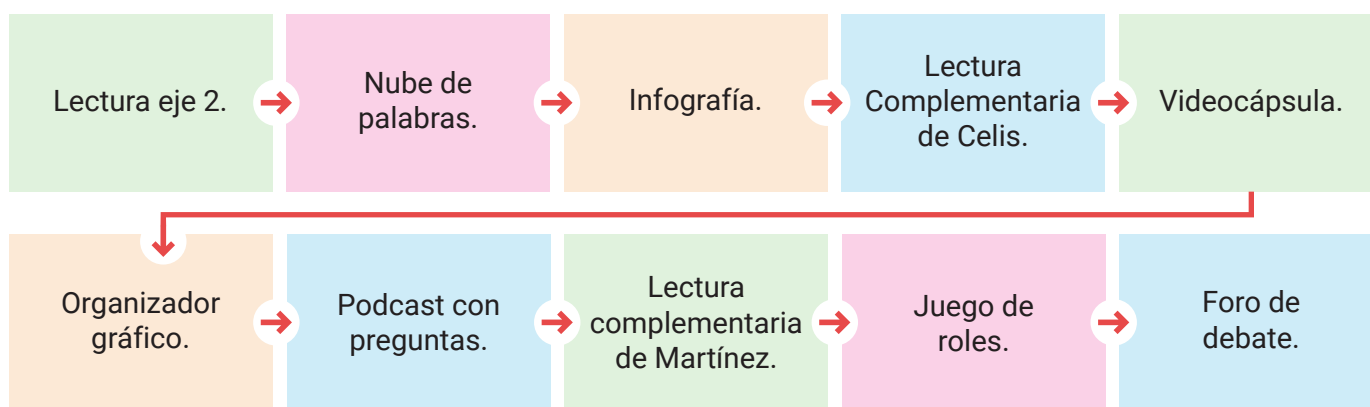 Lectura eje 2.
Nube de
palabras.
Infografía.
Lectura
Complementaria
de Celis.
Videocápsula.
Organizador
gráfico.
Podcast con
preguntas.
Lectura
complementaria
de Martínez.
Juego de
roles.
Foro de
debate.